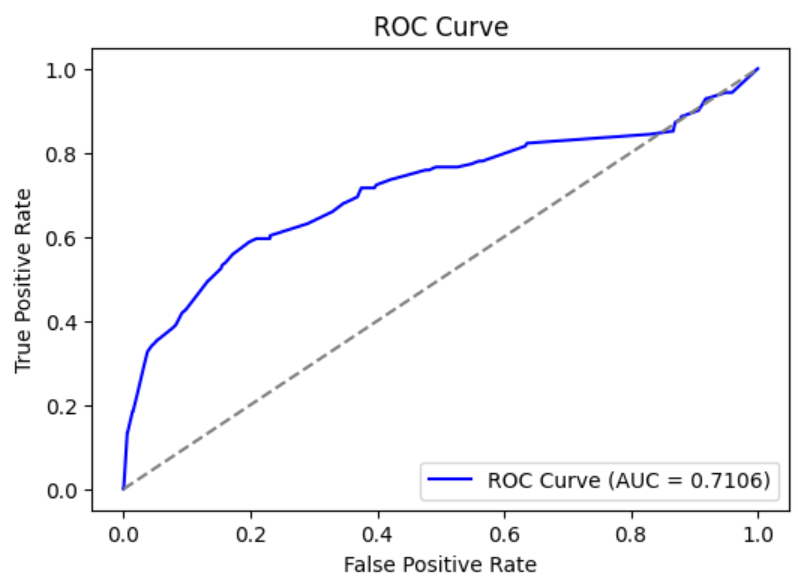 ROC Curve
True Positive Rate
1.0
0.8
0.6
0.4
0.2
0.0
ROC Curve (AUC = 0.7106)
0.0 0.2 0.4 0.6 0.8 1.0
False Positive Rate